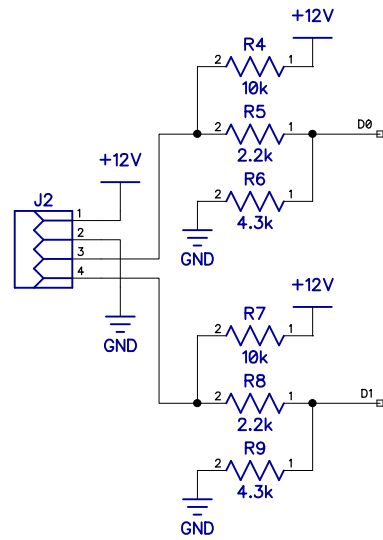 +12V
R4
2 1
10k
R5
2 1
2.2k
D0
R6
2 1
4.3k
GND
+12V
J2
1
2
3
4
GND
+12V
R7
2 1
10k
R8
2 1
2.2k
D1
R9
2 1
4.3k
GND